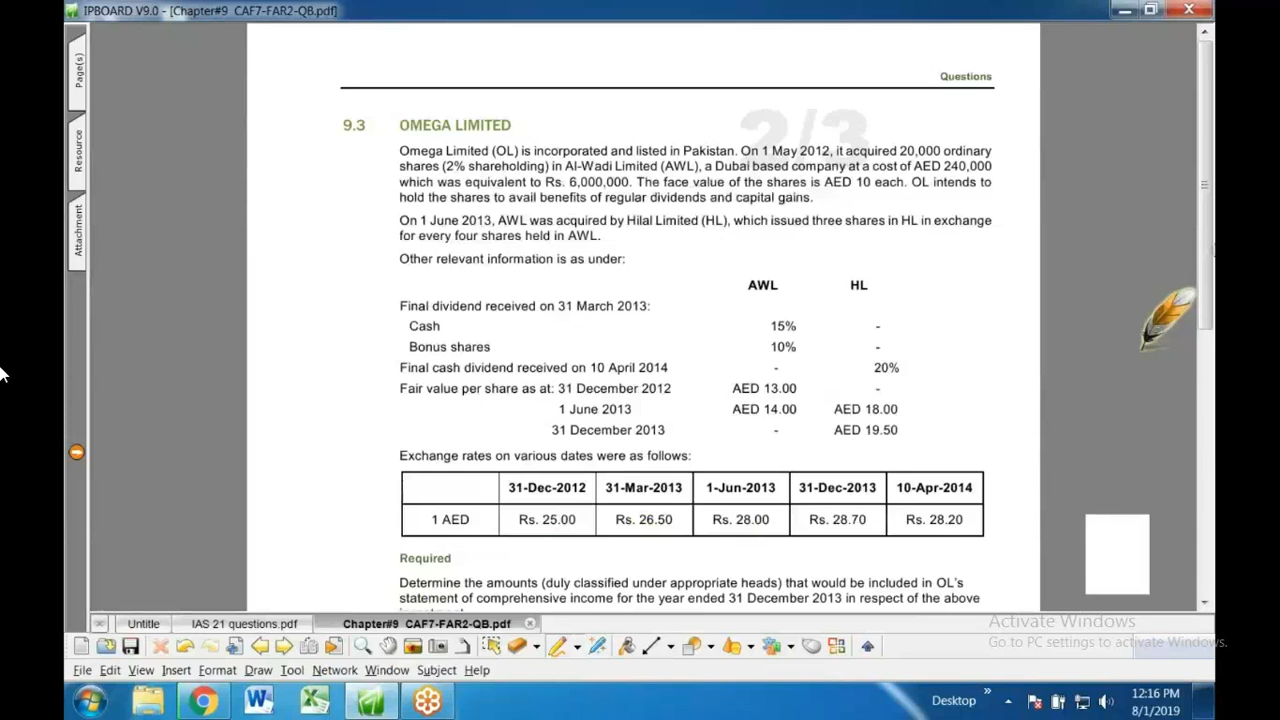 IPBOARD V9.0 - [Chapter#9 CAF7-FAR2-QB.pdf]
Page(s)
Resource
Attachment
Questions
2/3
9.3 OMEGA LIMITED
Omega Limited (OL) is incorporated and listed in Pakistan. On 1 May 2012, it acquired 20,000 ordinary
shares (2% shareholding) in Al-Wadi Limited (AWL), a Dubai based company at a cost of AED 240,000
which was equivalent to Rs. 6,000,000. The face value of the shares is AED 10 each. OL intends to
hold the shares to avail benefits of regular dividends and capital gains.
On 1 June 2013, AWL was acquired by Hilal Limited (HL), which issued three shares in HL in exchange
for every four shares held in AWL.
Other relevant information is as under:
AWL HL
Final dividend received on 31 March 2013:
Cash 15% -
Bonus shares 10% -
Final cash dividend received on 10 April 2014 - 20%
Fair value per share as at: 31 December 2012 AED 13.00 -
1 June 2013 AED 14.00 AED 18.00
31 December 2013 - AED 19.50
Exchange rates on various dates were as follows:
31-Dec-2012 31-Mar-2013 1-Jun-2013 31-Dec-2013 10-Apr-2014
1 AED Rs. 25.00 Rs. 26.50 Rs. 28.00 Rs. 28.70 Rs. 28.20
Required
Determine the amounts (duly classified under appropriate heads) that would be included in OL's
statement of comprehensive income for the year ended 31 December 2013 in respect of the above
Activate Windows
Go to PC settings to activate Windows.
Untitle IAS 21 questions.pdf Chapter#9 CAF7-FAR2-QB.pdf
File Edit View Insert Format Draw Tool Network Window Subject Help
Desktop
12:16 PM
8/1/2019